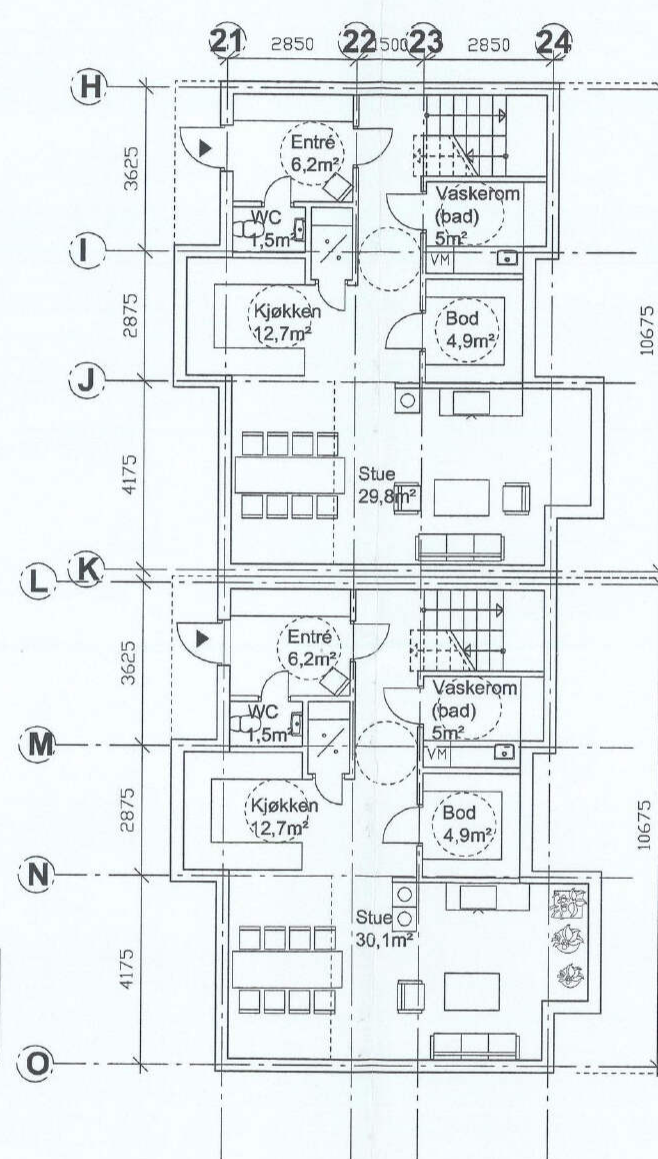 21 22 23 24
2850 1500 2850
H
3625
Entré
6,2m²
Vaskerom
(bad)
5m²
WC
1,5m²
I
VM
2875
Kjøkken
12,7m²
Bod
4,9m²
10675
J
4175
Stue
29,8m²
K
L
3625
Entré
6,2m²
Vaskerom
(bad)
5m²
WC
1,5m²
M
VM
2875
Kjøkken
12,7m²
Bod
4,9m²
10675
N
Stue
30,1m²
4175
O